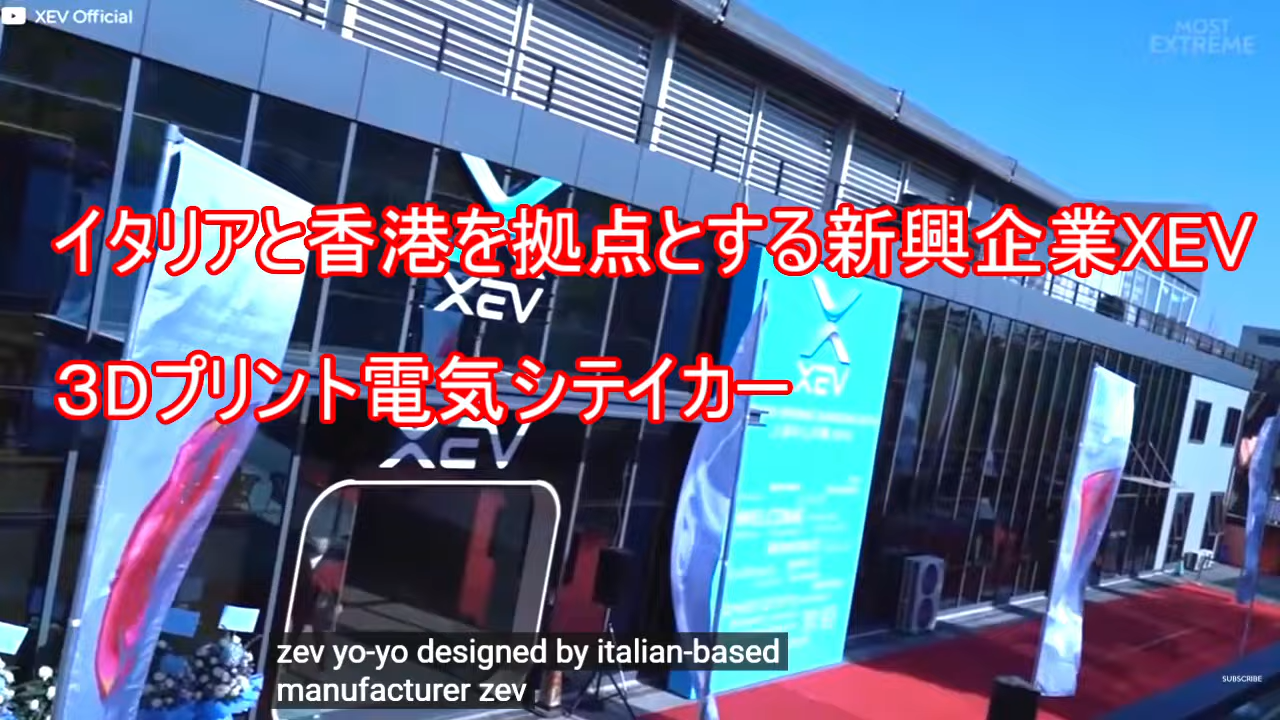 XEV Official
MOST
EXTREME
イタリアと香港を拠点とする新興企業XEV
XEV
XEV
3Dプリント電気シテイカー
XEV
WELCOME
zev yo-yo designed by italian-based
manufacturer zev
SUBSCRIBE